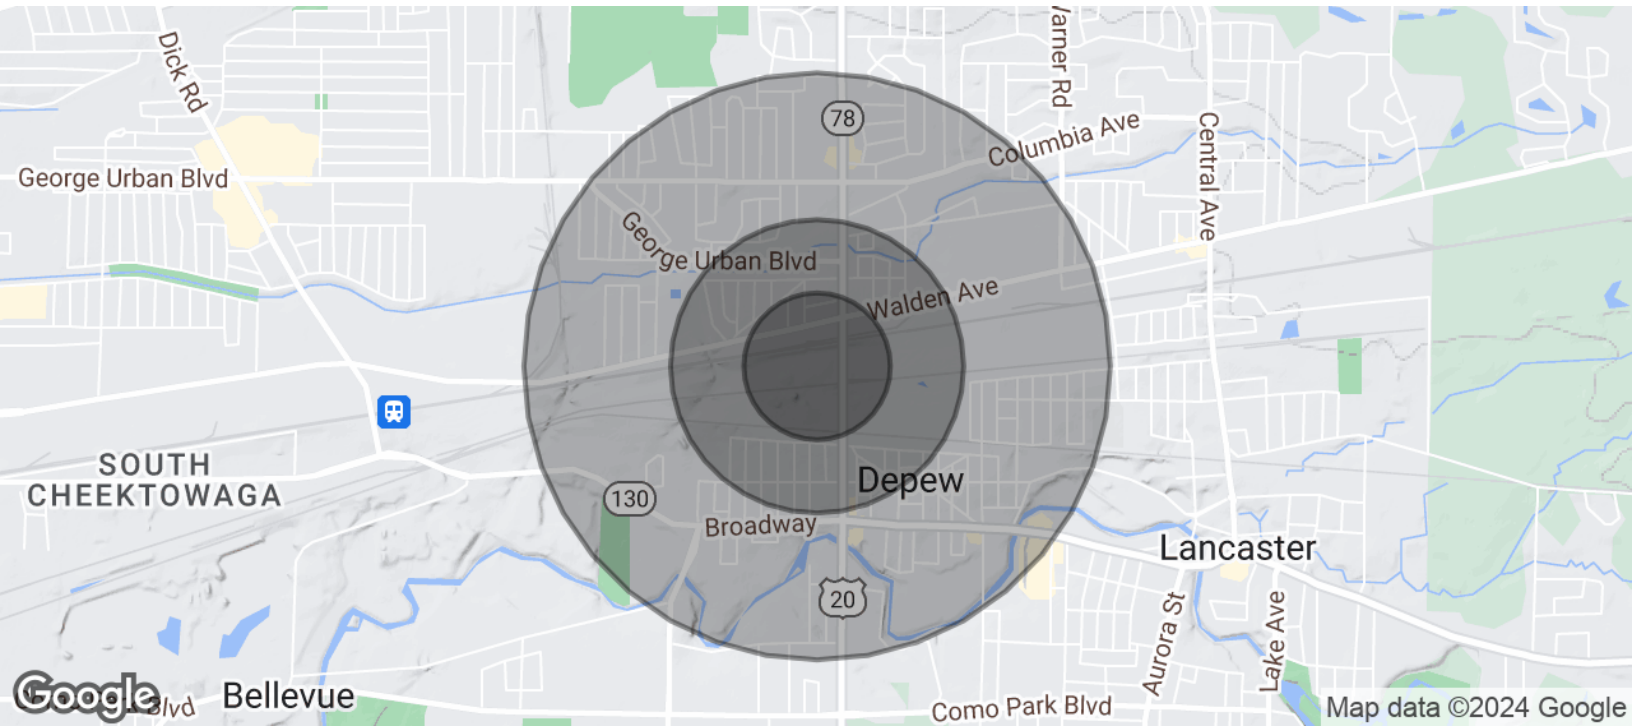 Dick Rd
Warner Rd
78
Columbia Ave
Central Ave
George Urban Blvd
George Urban Blvd
Walden Ave
SOUTH
CHEEKTOWAGA
Depew
130
Broadway
Lancaster
20
Aurora St
Lake Ave
Google
Blvd
Bellevue
Como Park Blvd
Map data ©2024 Google